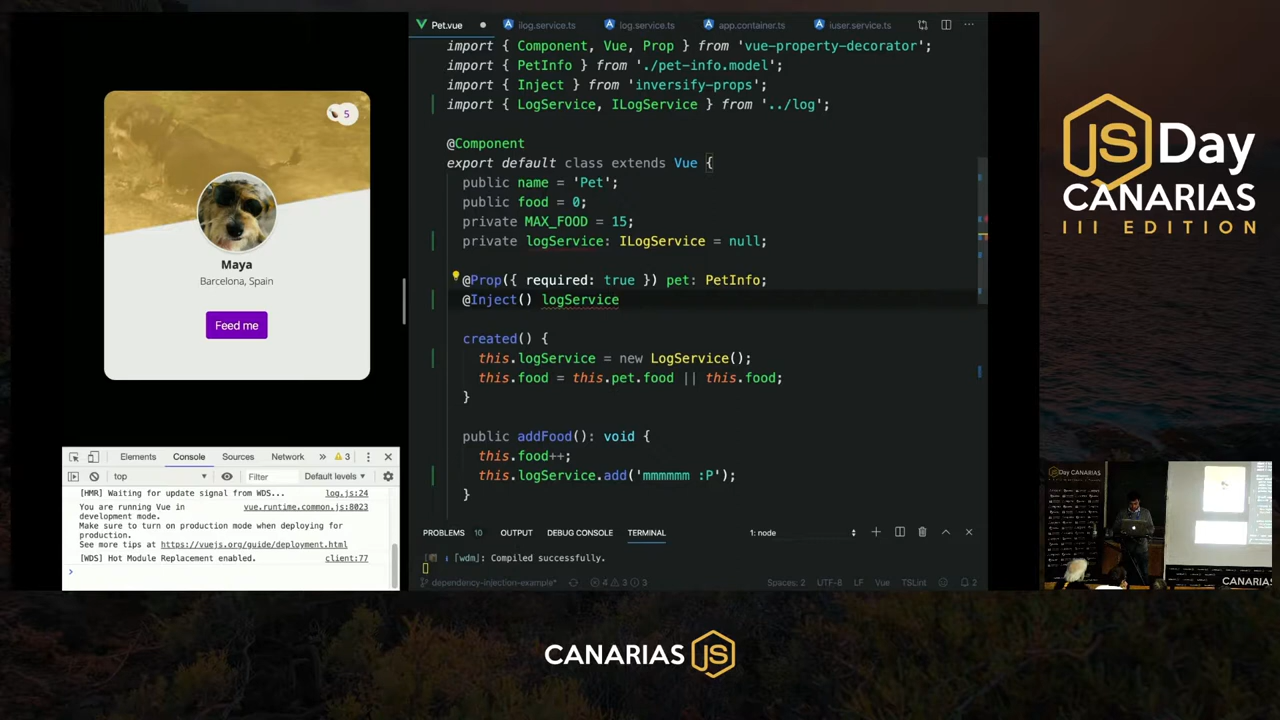 5
Maya
Barcelona, Spain
Feed me
Elements Console Sources Network » 3
top Filter Default levels
[HMR] Waiting for update signal from WDS... log.js:24
You are running Vue in vue.runtime.common.js:8023
development mode.
Make sure to turn on production mode when deploying for
production.
See more tips at https://vuejs.org/guide/deployment.html
[WDS] Hot Module Replacement enabled. client:77
>
Pet.vue ilog.service.ts log.service.ts app.container.ts iuser.service.ts
import { Component, Vue, Prop } from 'vue-property-decorator';
import { PetInfo } from './pet-info.model';
import { Inject } from 'inversify-props';
import { LogService, ILogService } from '../log';
@Component
export default class extends Vue {
public name = 'Pet';
public food = 0;
private MAX_FOOD = 15;
private logService: ILogService = null;
@Prop({ required: true }) pet: PetInfo;
@Inject() logService
created() {
this.logService = new LogService();
this.food = this.pet.food || this.food;
}
public addFood(): void {
this.food++;
this.logService.add('mmmmmm :P');
}
PROBLEMS 10 OUTPUT DEBUG CONSOLE TERMINAL 1: node
[wdm]: Compiled successfully.
dependency-injection-example* 4 3 3 Spaces: 2 UTF-8 LF Vue TSLint 2
JS Day
CANARIAS
III EDITION
CANARIAS
CANARIAS JS